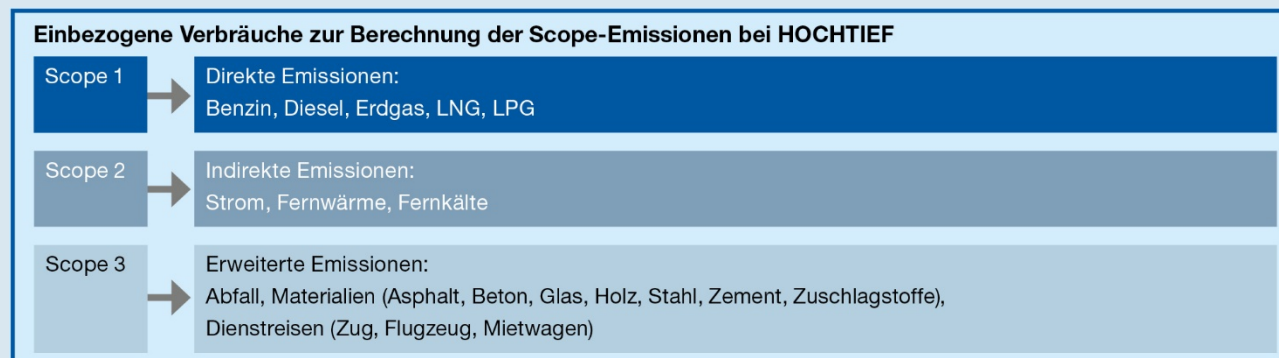 Einbezogene Verbräuche zur Berechnung der Scope-Emissionen bei HOCHTIEF
Scope 1
Direkte Emissionen:
Benzin, Diesel, Erdgas, LNG, LPG
Scope 2
Indirekte Emissionen:
Strom, Fernwärme, Fernkälte
Scope 3
Erweiterte Emissionen:
Abfall, Materialien (Asphalt, Beton, Glas, Holz, Stahl, Zement, Zuschlagstoffe),
Dienstreisen (Zug, Flugzeug, Mietwagen)